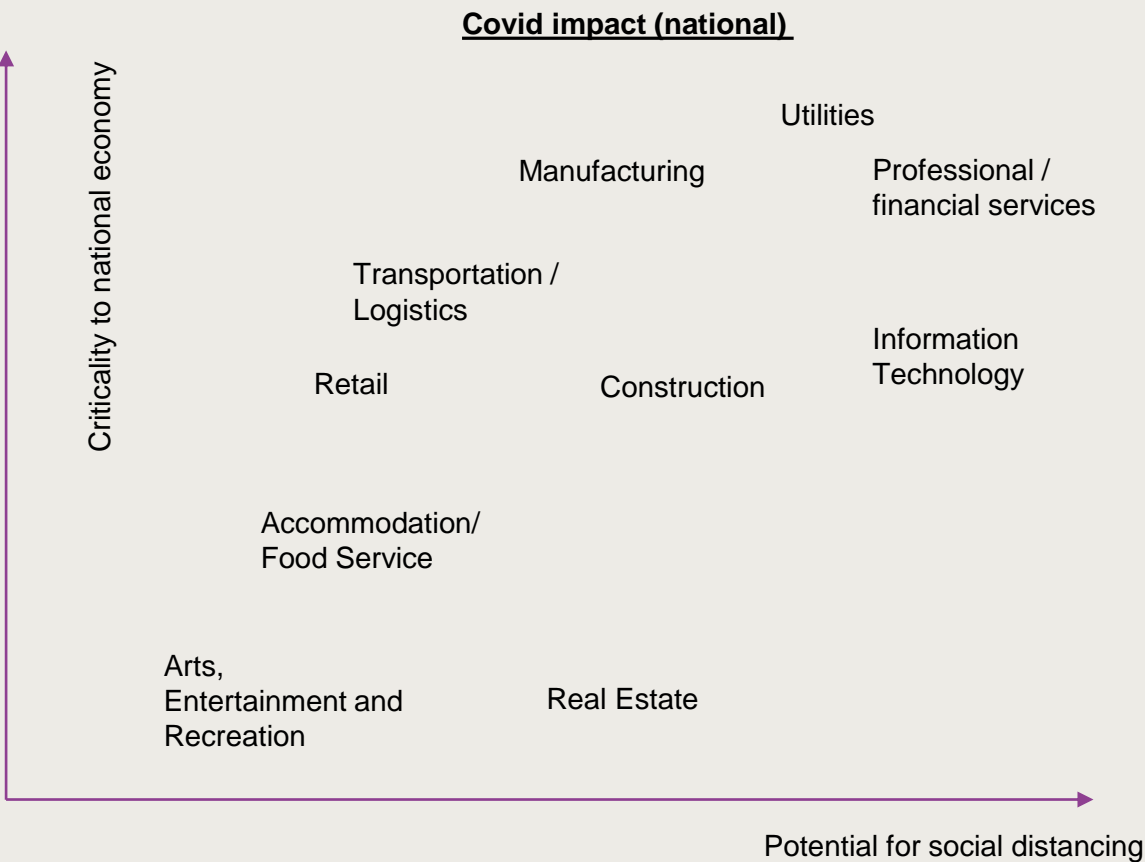 Covid impact (national)
Criticality to national economy
Utilities
Manufacturing
Professional /
financial services
Transportation /
Logistics
Information
Technology
Retail
Construction
Accommodation/
Food Service
Arts,
Entertainment and
Recreation
Real Estate
Potential for social distancing